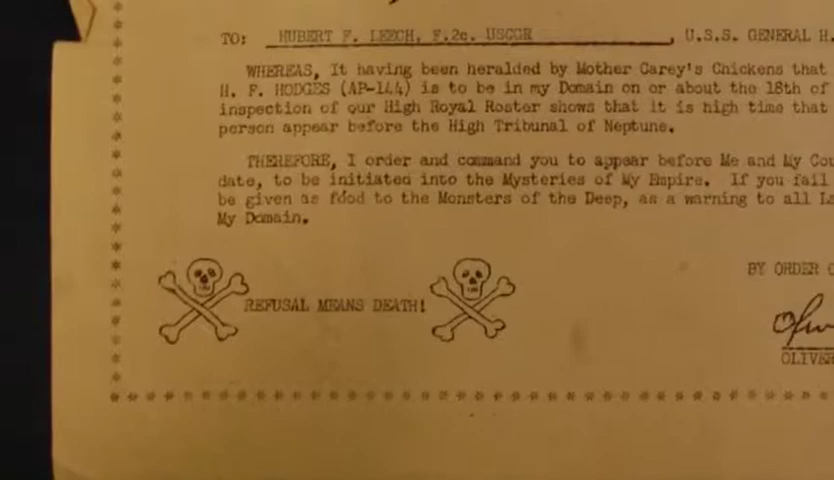 TO: HUBERT F. LEECH, F.2c. USCGR, U.S.S. GENERAL H.
WHEREAS, It having been heralded by Mother Carey's Chickens that
H. F. HODGES (AP-144) is to be in my Domain on or about the 18th of
inspection of our High Royal Roster shows that it is high time that
person appear before the High Tribunal of Neptune.
THEREFORE, I order and command you to appear before Me and My Cou
date, to be initiated into the Mysteries of My Empire. If you fail
be given as food to the Monsters of the Deep, as a warning to all La
My Domain.
BY ORDER O
REFUSAL MEANS DEATH!
OLIVER